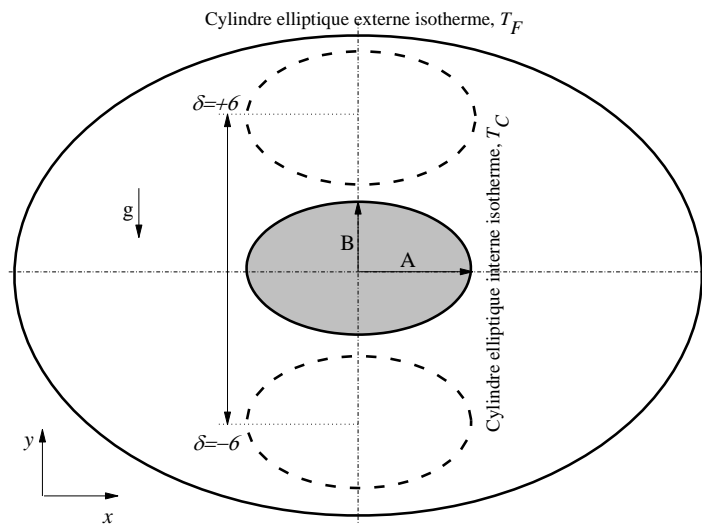 Cylindre elliptique externe isotherme, T_F
δ=+6
Cylindre elliptique interne isotherme, T_C
g
B
A
δ=-6
y
x